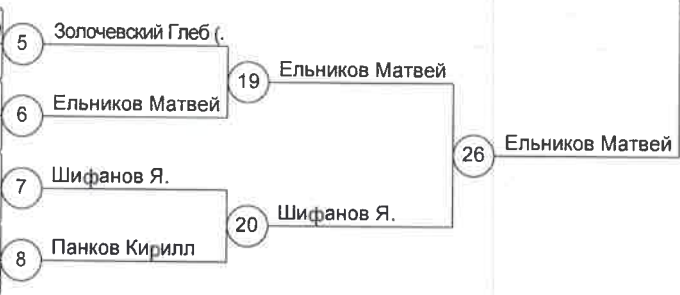 5 Золочевский Глеб (.
19 Ельников Матвей
6 Ельников Матвей
26 Ельников Матвей
7 Шифанов Я.
20 Шифанов Я.
8 Панков Кирилл